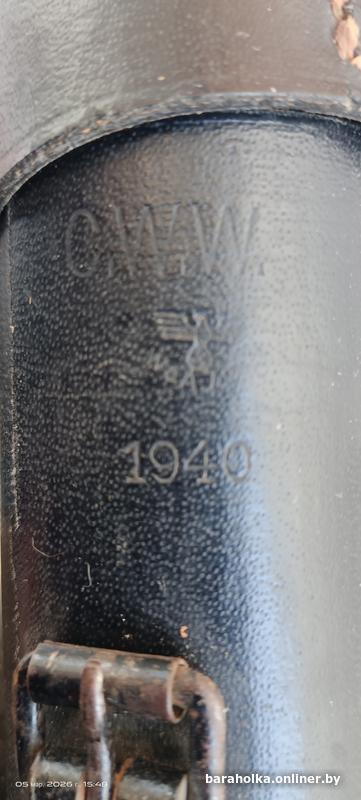 CWW
1940
05 мар. 2026 г., 15:48
baraholka.onliner.by